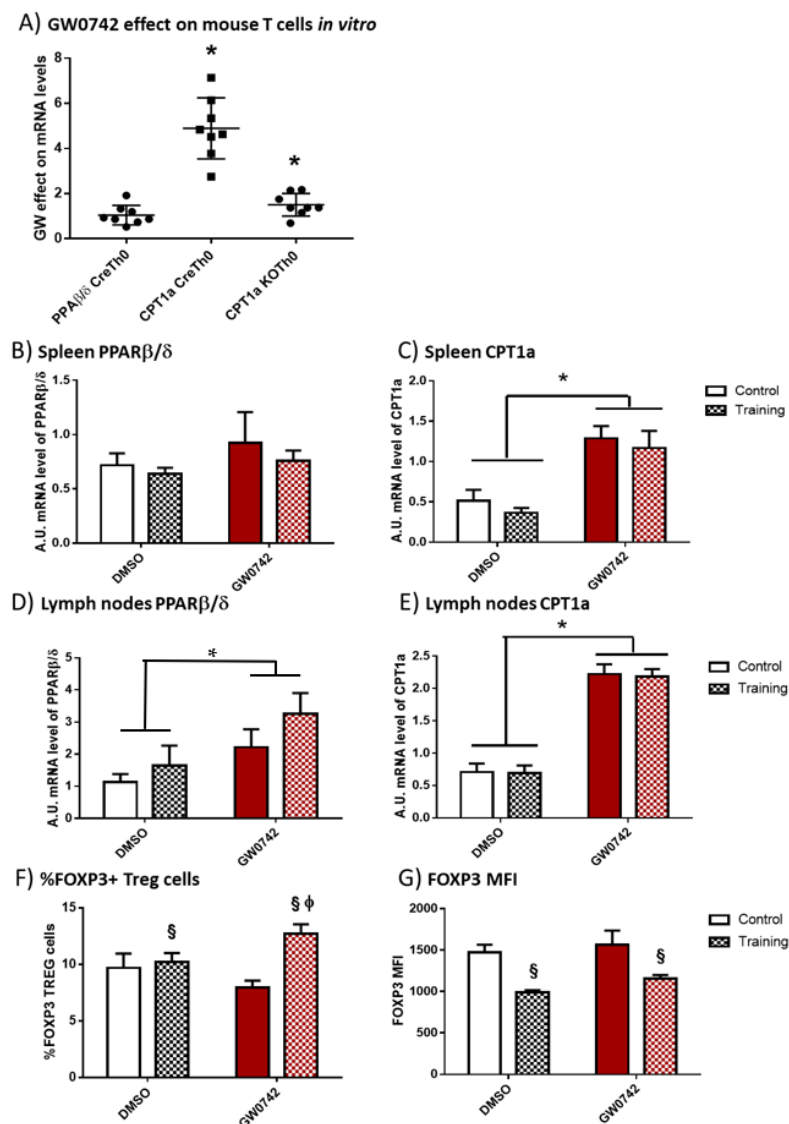 A) GW0742 effect on mouse T cells in vitro
GW effect on mRNA levels
8
6
4
2
0
*
*
PPAβ/δ CreTh0
CPT1a CreTh0
CPT1a KOTh0
B) Spleen PPARβ/δ
A.U. mRNA level of PPARβ/δ
1.5
1.0
0.5
0.0
DMSO
GW0742
C) Spleen CPT1a
A.U. mRNA level of CPT1a
2.0
1.5
1.0
0.5
0.0
*
DMSO
GW0742
Control
Training
D) Lymph nodes PPARβ/δ
A.U. mRNA level of PPARβ/δ
5
4
3
2
1
0
*
DMSO
GW0742
E) Lymph nodes CPT1a
A.U. mRNA level of CPT1a
2.5
2.0
1.5
1.0
0.5
0.0
*
DMSO
GW0742
Control
Training
F) %FOXP3+ Treg cells
%FOXP3 TREG cells
15
10
5
0
§
§ ϕ
DMSO
GW0742
G) FOXP3 MFI
FOXP3 MFI
2000
1500
1000
500
0
§
§
DMSO
GW0742
Control
Training